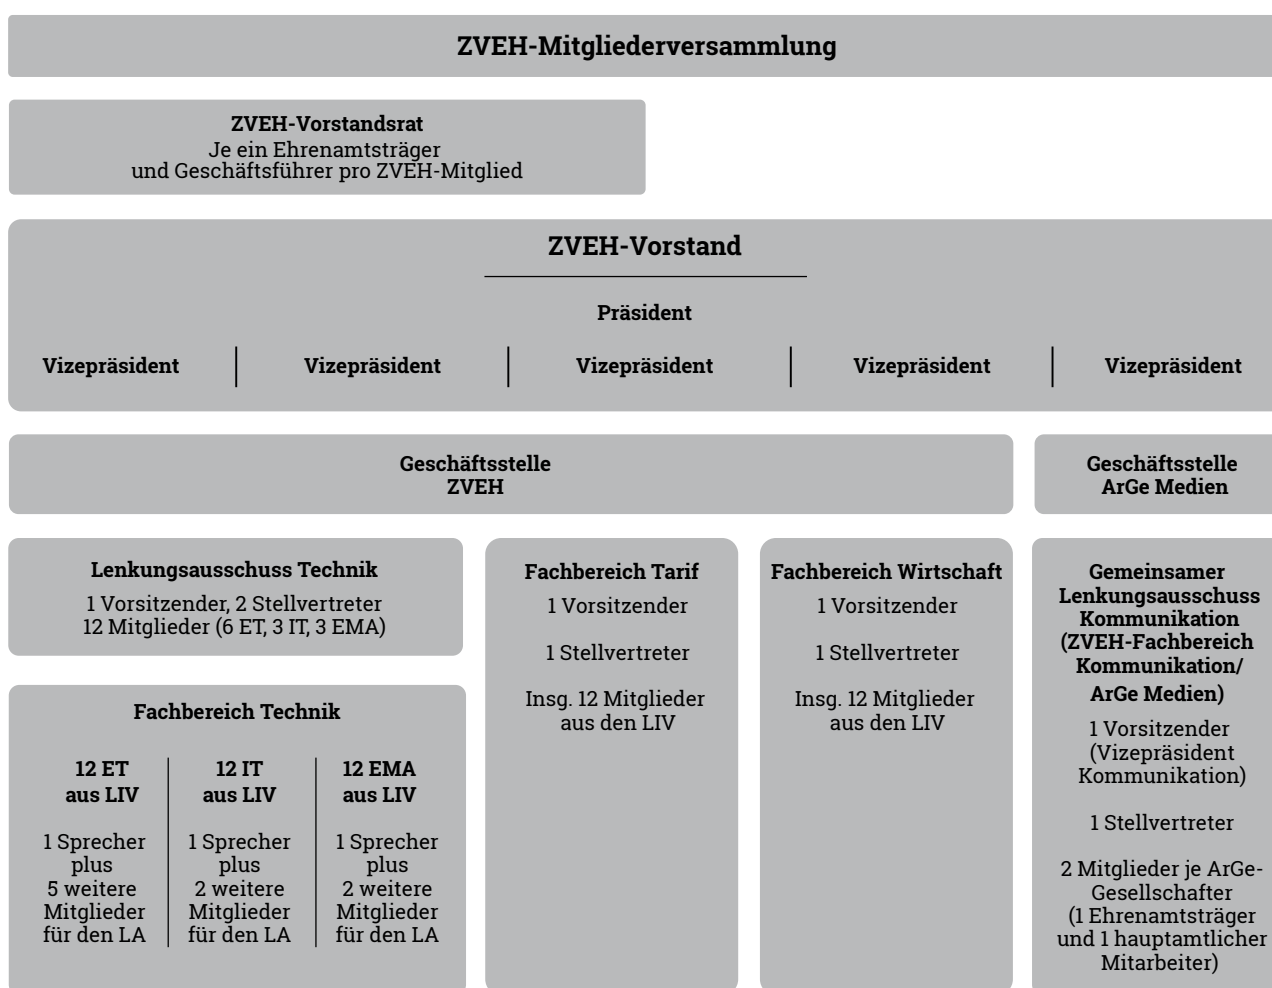 ZVEH-Mitgliederversammlung
ZVEH-Vorstandsrat
Je ein Ehrenamtsträger
und Geschäftsführer pro ZVEH-Mitglied
ZVEH-Vorstand
Präsident
Vizepräsident
Vizepräsident
Vizepräsident
Vizepräsident
Vizepräsident
Geschäftsstelle
ZVEH
Geschäftsstelle
ArGe Medien
Lenkungsausschuss Technik
1 Vorsitzender, 2 Stellvertreter
12 Mitglieder (6 ET, 3 IT, 3 EMA)
Fachbereich Technik
12 ET
aus LIV
1 Sprecher
plus
5 weitere
Mitglieder
für den LA
12 IT
aus LIV
1 Sprecher
plus
2 weitere
Mitglieder
für den LA
12 EMA
aus LIV
1 Sprecher
plus
2 weitere
Mitglieder
für den LA
Fachbereich Tarif
1 Vorsitzender
1 Stellvertreter
Insg. 12 Mitglieder
aus den LIV
Fachbereich Wirtschaft
1 Vorsitzender
1 Stellvertreter
Insg. 12 Mitglieder
aus den LIV
Gemeinsamer
Lenkungsausschuss
Kommunikation
(ZVEH-Fachbereich
Kommunikation/
ArGe Medien)
1 Vorsitzender
(Vizepräsident
Kommunikation)
1 Stellvertreter
2 Mitglieder je ArGe-
Gesellschafter
(1 Ehrenamtsträger
und 1 hauptamtlicher
Mitarbeiter)